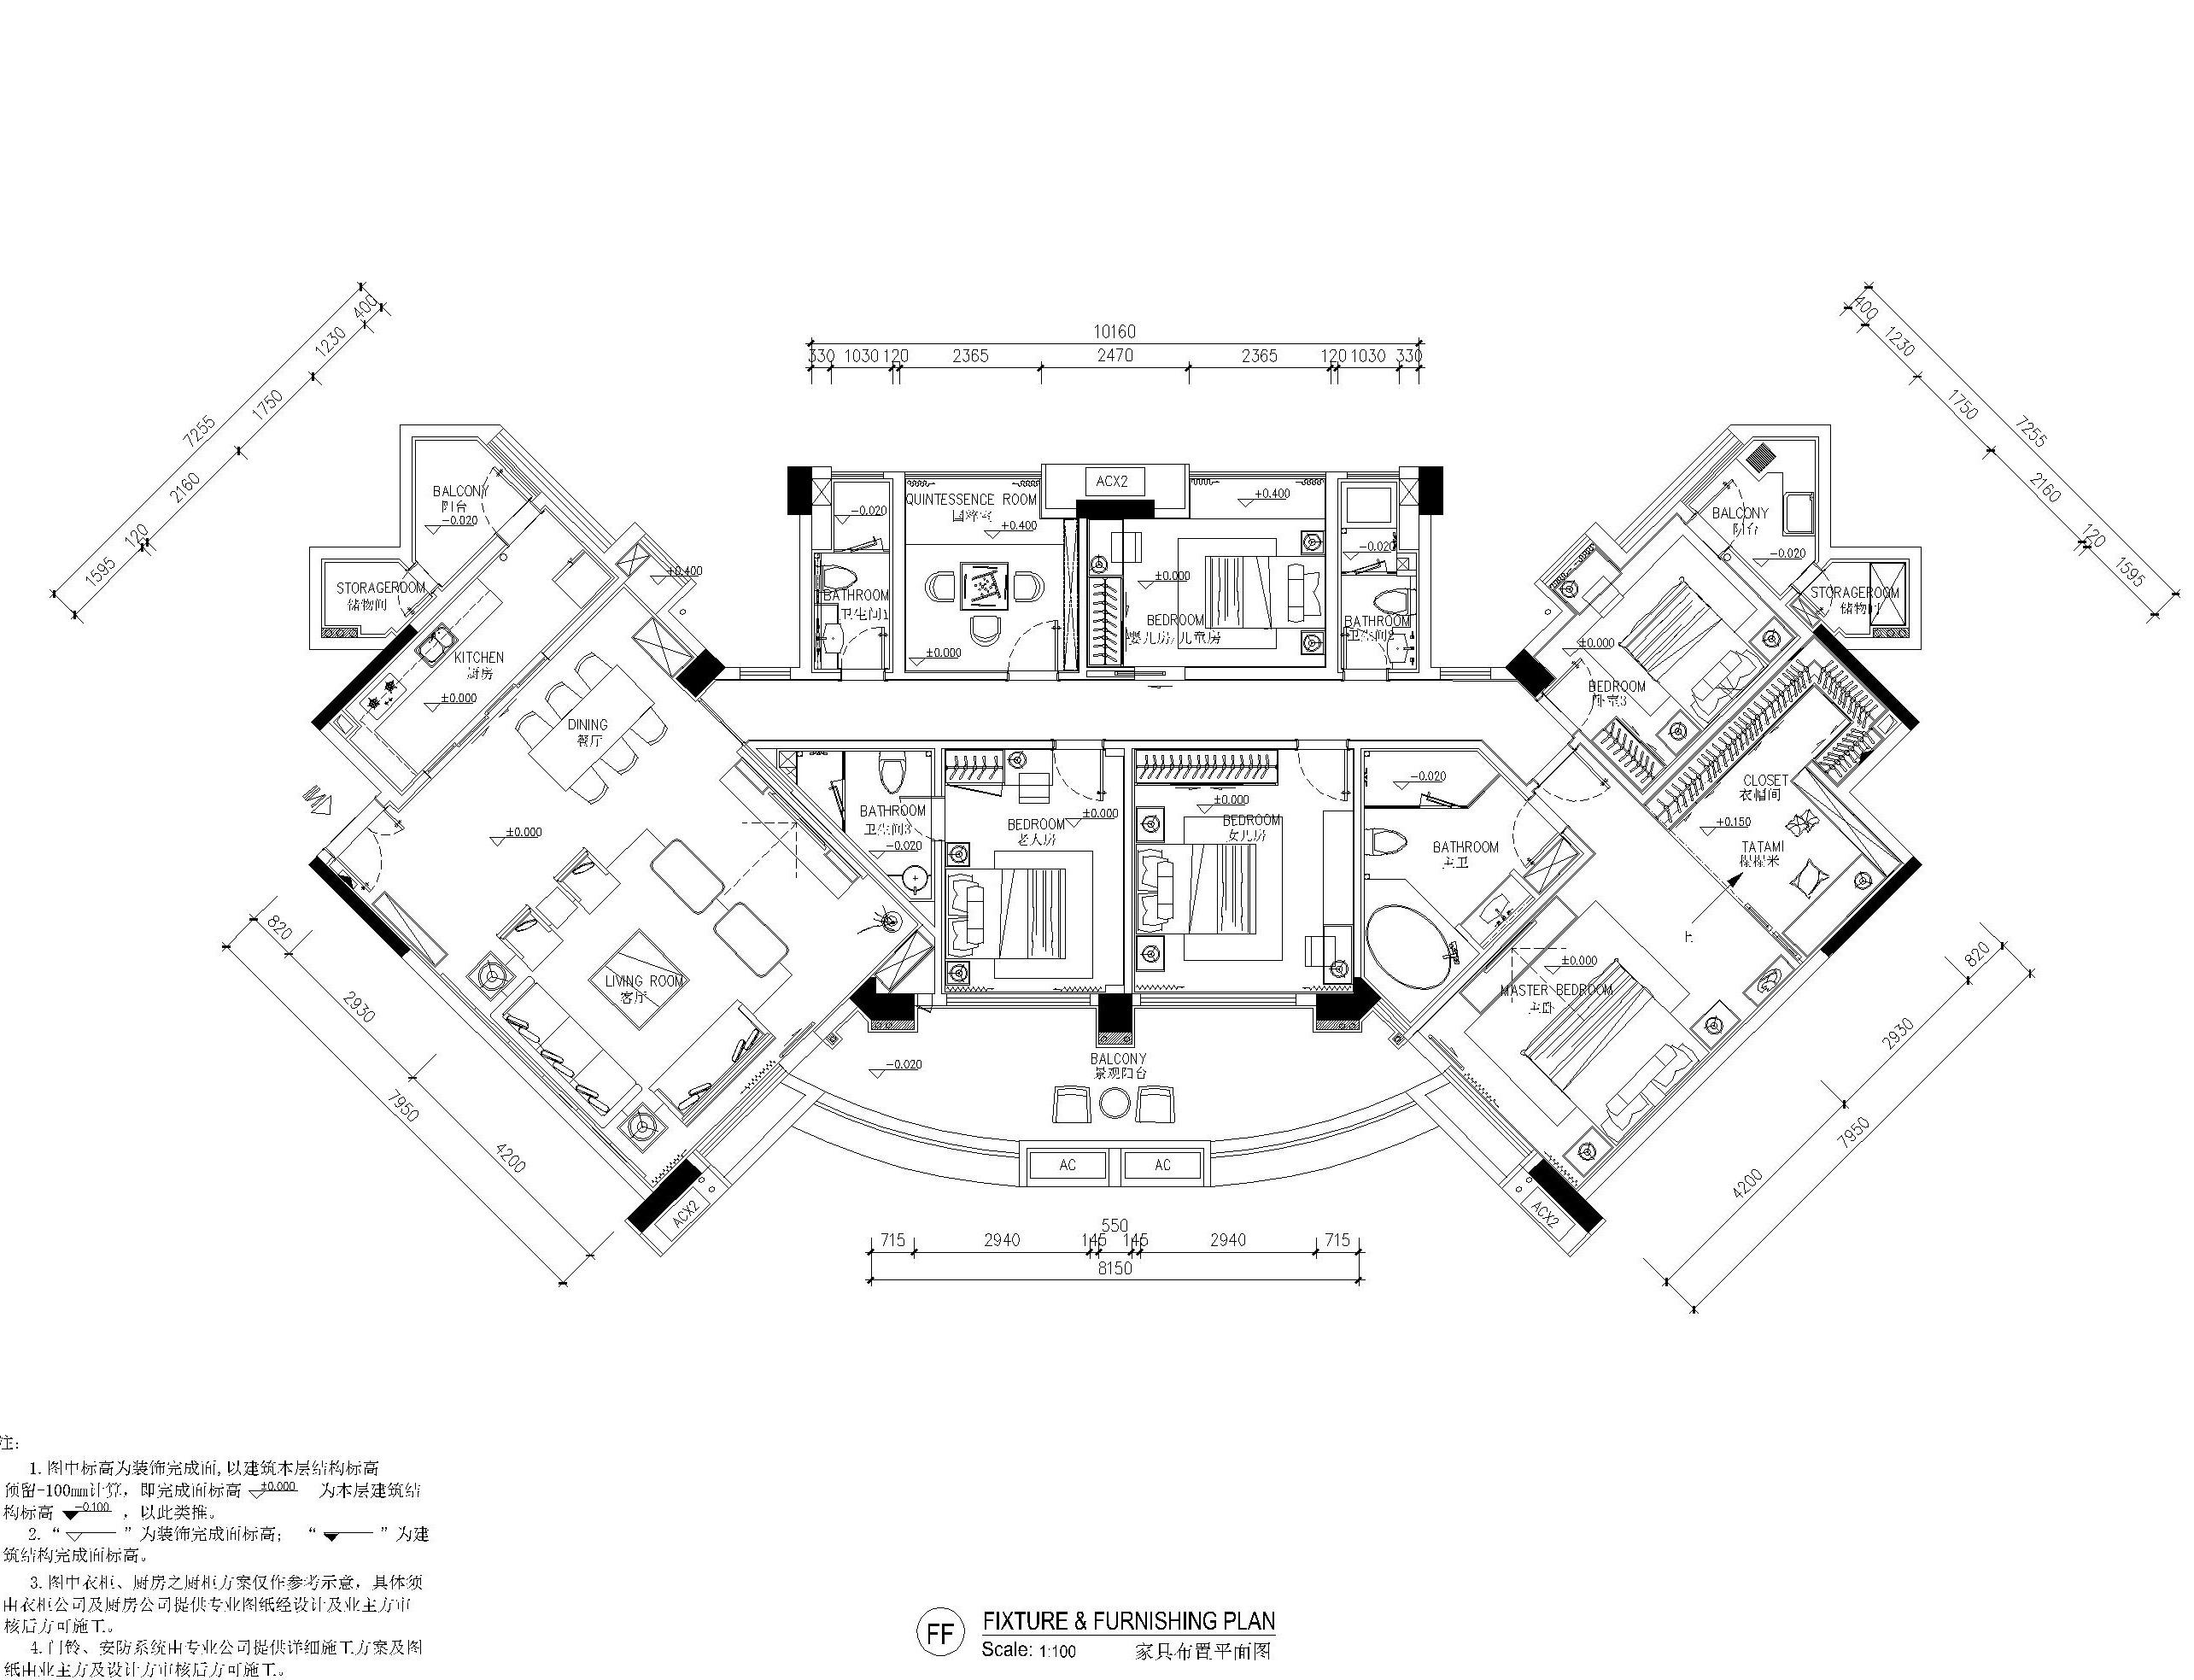 10160
330 1030 120 2365 2470 2365 120 1030 330
7255
400
1230
1750
2160
120
1595
400
1230
1750
7255
2160
120
1595
BALCONY
阳台
-0.020
STORAGEROOM
储物间
+0.400
KITCHEN
厨房
±0.000
DINING
餐厅
±0.000
LIVING ROOM
客厅
-0.020
BATHROOM
卫生间1
QUINTESSENCE ROOM
国粹室
+0.400
±0.000
ACX2
+0.400
±0.000
BEDROOM
婴儿房/儿童房
-0.020
BATHROOM
卫生间2
BALCONY
阳台
-0.020
STORAGEROOM
储物间
±0.000
BEDROOM
卧室3
BATHROOM
卫生间3
-0.020
±0.000
BEDROOM
老人房
±0.000
BEDROOM
女儿房
-0.020
BATHROOM
主卫
CLOSET
衣帽间
+0.150
TATAMI
榻榻米
上
±0.000
MASTER BEDROOM
主卧
-0.020
BALCONY
景观阳台
AC
AC
ACX2
ACX2
820
2930
7950
4200
820
2930
7950
4200
550
715 2940 145 145 2940 715
8150
注:
1.图中标高为装饰完成面,以建筑本层结构标高
预留-100mm计算，即完成面标高 ±0.000 为本层建筑结
构标高 -0.100 ，以此类推。
2.“ ”为装饰完成面标高； “ ”为建
筑结构完成面标高。
3.图中衣柜、厨房之厨柜方案仅作参考示意，具体须
由衣柜公司及厨房公司提供专业图纸经设计及业主方审
核后方可施工。
4.门铃、安防系统由专业公司提供详细施工方案及图
纸由业主方及设计方审核后方可施工。
FF
FIXTURE & FURNISHING PLAN
Scale: 1:100 家具布置平面图